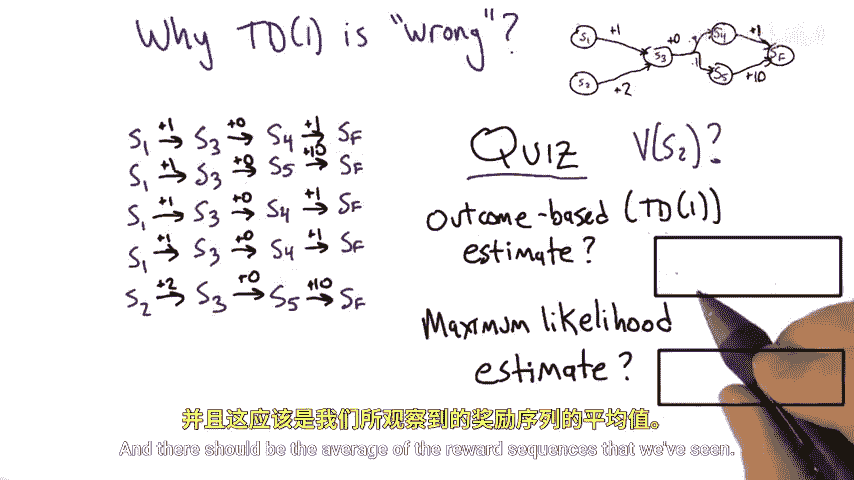 Why TD(1) is "wrong"?
S1 +1 S3 +0 S4 +1 SF
S2 +2 S5 +10
.1
S1 +1→ S3 +0→ S4 +1→ SF
S1 +1→ S3 +0→ S5 +10→ SF
S1 +1→ S3 +0→ S4 +1→ SF
S1 +1→ S3 +0→ S4 +1→ SF
S2 +2→ S3 +0→ S5 +10→ SF
Quiz V(S2)?
outcome-based (TD(1))
estimate?
Maximum likelihood
estimate?
并且这应该是我们所观察到的奖励序列的平均值。
And there should be the average of the reward sequences that we've seen.